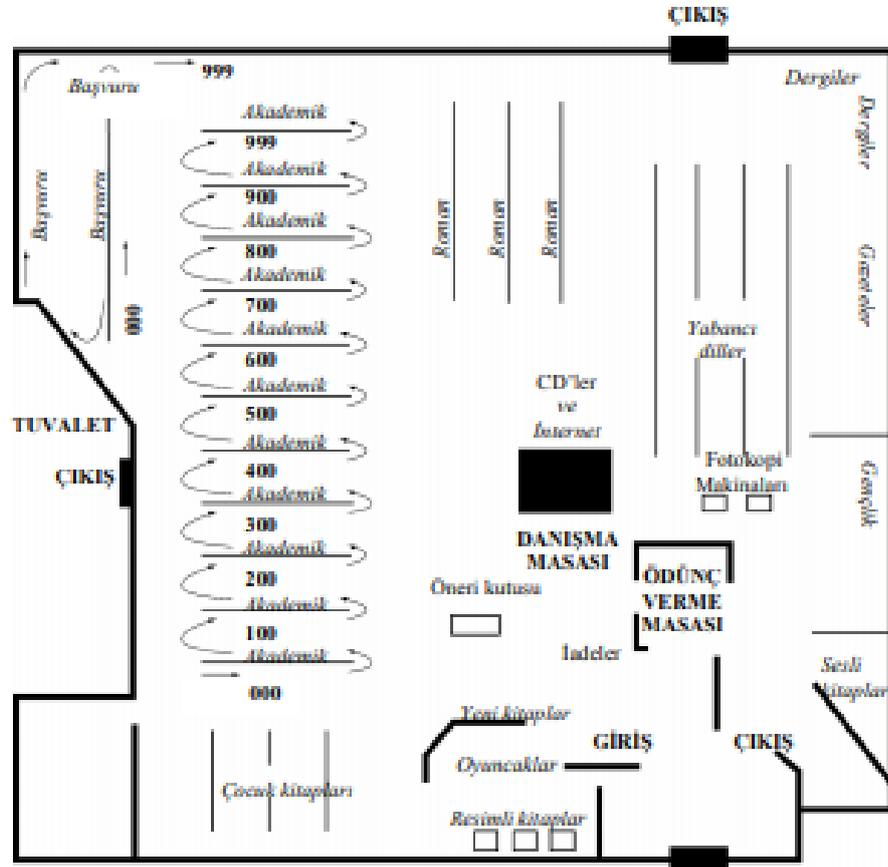 ÇIKIŞ
Başvuru
999
Dergiler
Dergiler
Akademik
999
Akademik
900
Akademik
800
Akademik
700
Akademik
600
Akademik
500
Akademik
400
Akademik
300
Akademik
200
Akademik
100
Akademik
000
Başvuru
Başvuru
000
Roman
Roman
Roman
Gazeteler
Yabancı
diller
TUVALET
ÇIKIŞ
CD'ler
ve
İnternet
Fotokopi
Makinaları
Gençlik
DANIŞMA
MASASI
ÖDÜNÇ
VERME
MASASI
Öneri kutusu
İadeler
Sesli
kitaplar
Yeni kitaplar
GİRİŞ
ÇIKIŞ
Oyuncaklar
Çocuk kitapları
Resimli kitaplar